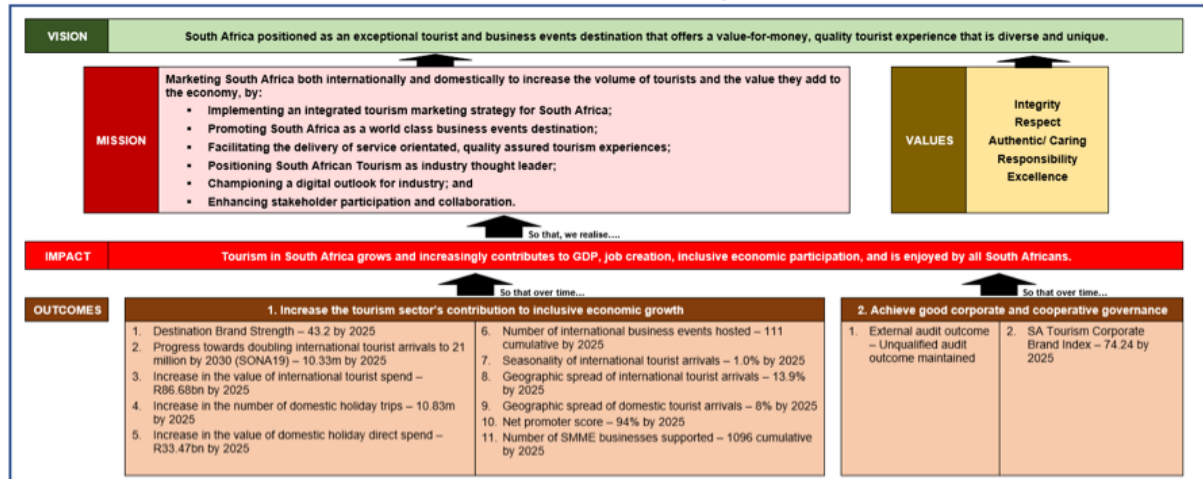 VISION
South Africa positioned as an exceptional tourist and business events destination that offers a value-for-money, quality tourist experience that is diverse and unique.
MISSION
Marketing South Africa both internationally and domestically to increase the volume of tourists and the value they add to
the economy, by:
▪ Implementing an integrated tourism marketing strategy for South Africa;
▪ Promoting South Africa as a world class business events destination;
▪ Facilitating the delivery of service orientated, quality assured tourism experiences;
▪ Positioning South African Tourism as industry thought leader;
▪ Championing a digital outlook for industry; and
▪ Enhancing stakeholder participation and collaboration.
VALUES
Integrity
Respect
Authentic/ Caring
Responsibility
Excellence
So that, we realise....
IMPACT
Tourism in South Africa grows and increasingly contributes to GDP, job creation, inclusive economic participation, and is enjoyed by all South Africans.
So that over time...
So that over time...
OUTCOMES
1. Increase the tourism sector's contribution to inclusive economic growth
1. Destination Brand Strength – 43.2 by 2025
2. Progress towards doubling international tourist arrivals to 21
million by 2030 (SONA19) – 10.33m by 2025
3. Increase in the value of international tourist spend –
R86.68bn by 2025
4. Increase in the number of domestic holiday trips – 10.83m
by 2025
5. Increase in the value of domestic holiday direct spend –
R33.47bn by 2025
6. Number of international business events hosted – 111
cumulative by 2025
7. Seasonality of international tourist arrivals – 1.0% by 2025
8. Geographic spread of international tourist arrivals – 13.9%
by 2025
9. Geographic spread of domestic tourist arrivals – 8% by 2025
10. Net promoter score – 94% by 2025
11. Number of SMME businesses supported – 1096 cumulative
by 2025
2. Achieve good corporate and cooperative governance
1. External audit outcome
– Unqualified audit
outcome maintained
2. SA Tourism Corporate
Brand Index – 74.24 by
2025